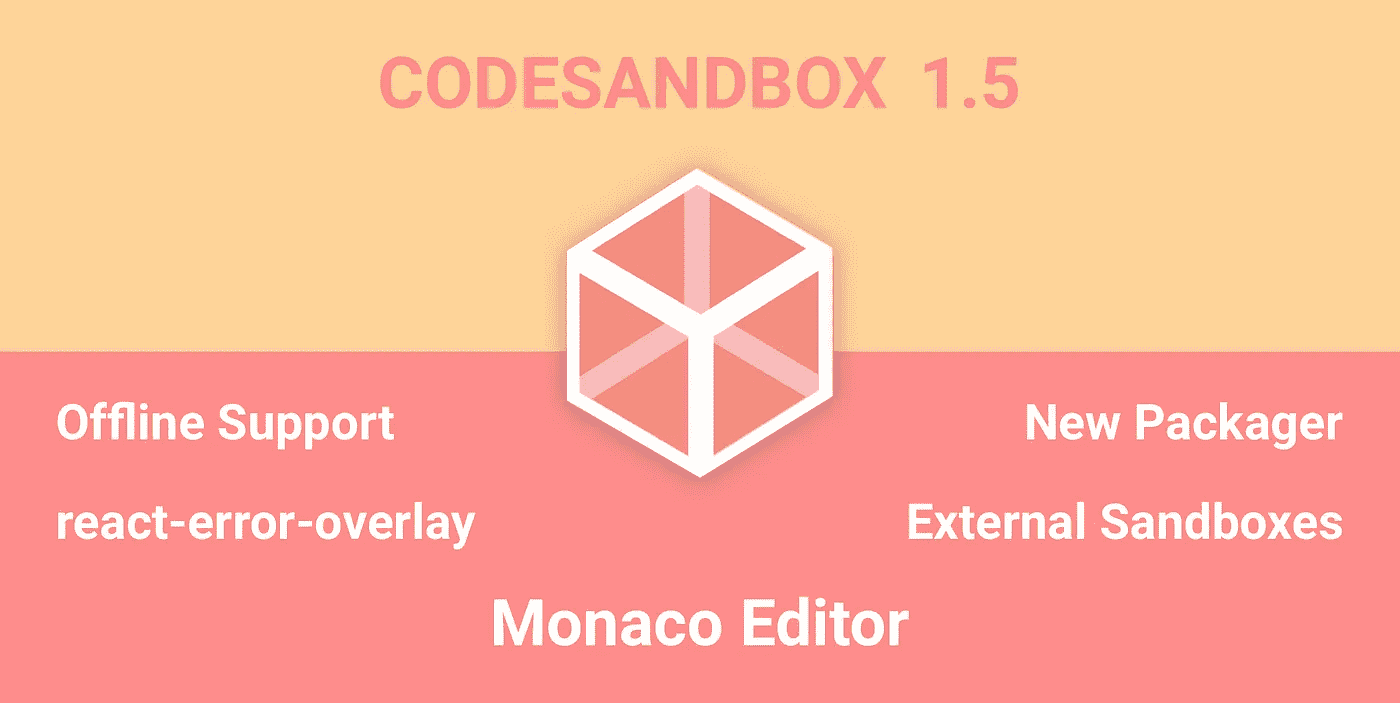 CODESANDBOX 1.5
Offline Support
New Packager
react-error-overlay
External Sandboxes
Monaco Editor